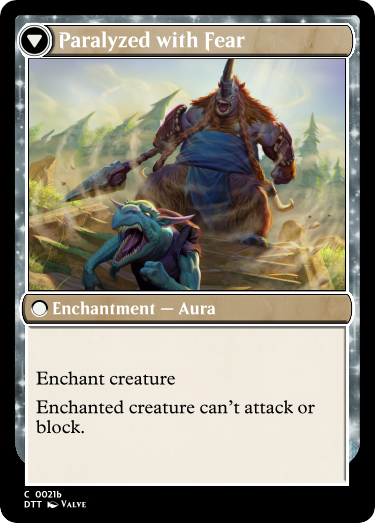 Paralyzed with Fear
Enchantment — Aura
Enchant creature
Enchanted creature can't attack or
block.
C 0021b
DTT Valve